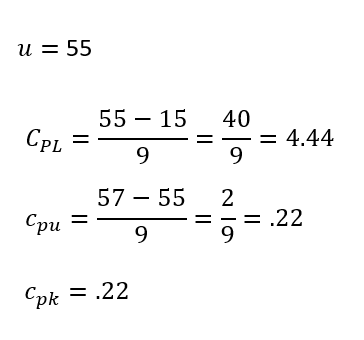 u = 55
C_PL = (55 − 15)/9 = 40/9 = 4.44
c_pu = (57 − 55)/9 = 2/9 = .22
c_pk = .22